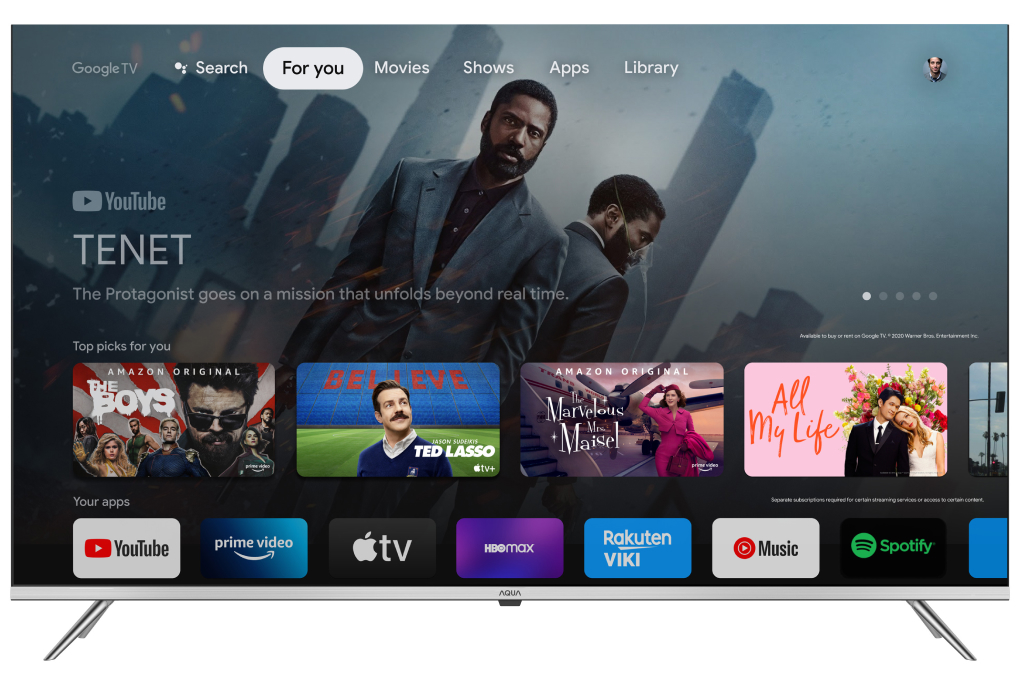 Google TV
Search
For you
Movies
Shows
Apps
Library
YouTube
TENET
The Protagonist goes on a mission that unfolds beyond real time.
Available to buy or rent on Google TV. © 2020 Warner Bros. Entertainment Inc.
Top picks for you
AMAZON ORIGINAL
THE
BOYS
prime video
BELIEVE
JASON SUDEIKIS
TED LASSO
tv+
AMAZON ORIGINAL
The
Marvelous
Mrs.
Maisel
prime video
All
My Life
Your apps
Separate subscriptions required for certain streaming services or access to certain content.
YouTube
prime video
tv
HBOMAX
Rakuten
VIKI
Music
Spotify
AQUA